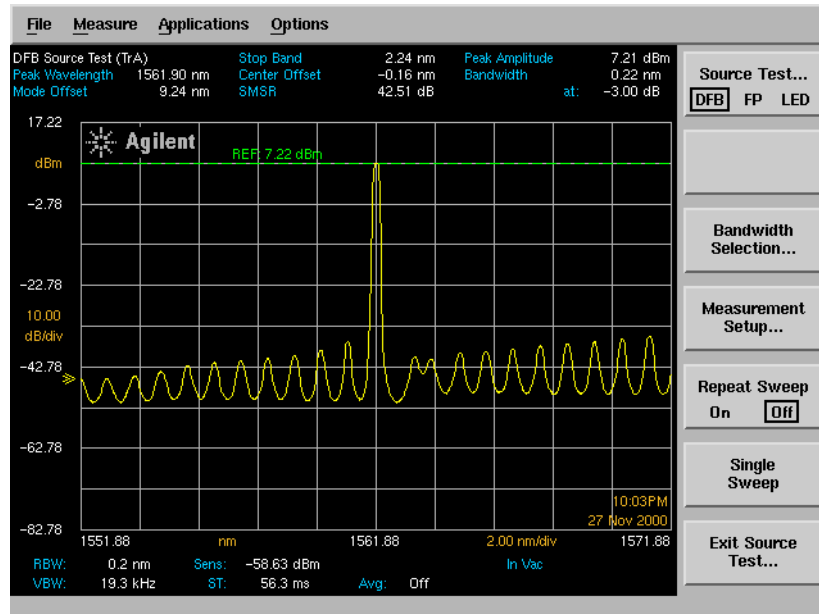 File Measure Applications Options
DFB Source Test (TrA) Stop Band 2.24 nm Peak Amplitude 7.21 dBm
Peak Wavelength 1561.90 nm Center Offset -0.16 nm Bandwidth 0.22 nm
Mode Offset 9.24 nm SMSR 42.51 dB at: -3.00 dB
17.22
Agilent
REF: 7.22 dBm
dBm
-2.78
-22.78
10.00
dB/div
-42.78
-62.78
10:03PM
27 Nov 2000
-82.78
1551.88 nm 1561.88 2.00 nm/div 1571.88
RBW: 0.2 nm Sens: -58.63 dBm In Vac
VBW: 19.3 kHz ST: 56.3 ms Avg: Off
Source Test...
DFB FP LED
Bandwidth
Selection...
Measurement
Setup...
Repeat Sweep
On Off
Single
Sweep
Exit Source
Test...